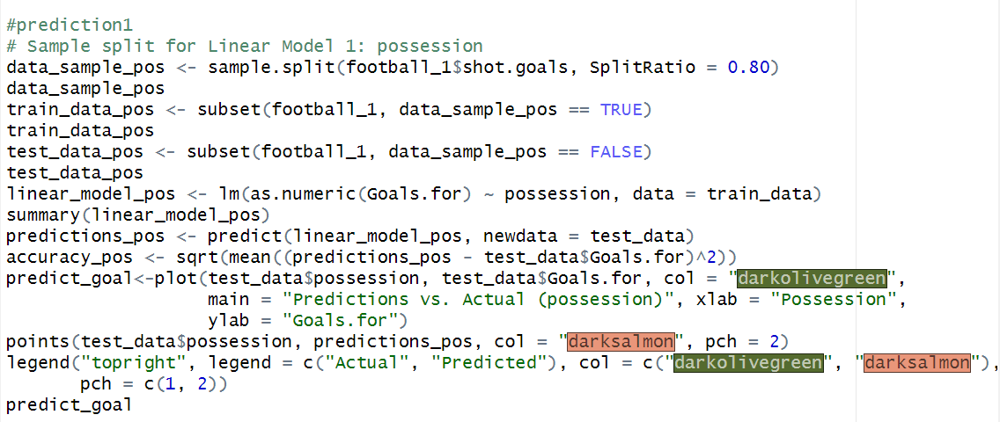 #prediction1
# Sample split for Linear Model 1: possession
data_sample_pos <- sample.split(football_1$shot.goals, SplitRatio = 0.80)
data_sample_pos
train_data_pos <- subset(football_1, data_sample_pos == TRUE)
train_data_pos
test_data_pos <- subset(football_1, data_sample_pos == FALSE)
test_data_pos
linear_model_pos <- lm(as.numeric(Goals.for) ~ possession, data = train_data)
summary(linear_model_pos)
predictions_pos <- predict(linear_model_pos, newdata = test_data)
accuracy_pos <- sqrt(mean((predictions_pos - test_data$Goals.for)^2))
predict_goal<-plot(test_data$possession, test_data$Goals.for, col = "darkolivegreen",
main = "Predictions vs. Actual (possession)", xlab = "Possession",
ylab = "Goals.for")
points(test_data$possession, predictions_pos, col = "darksalmon", pch = 2)
legend("topright", legend = c("Actual", "Predicted"), col = c("darkolivegreen", "darksalmon"),
pch = c(1, 2))
predict_goal